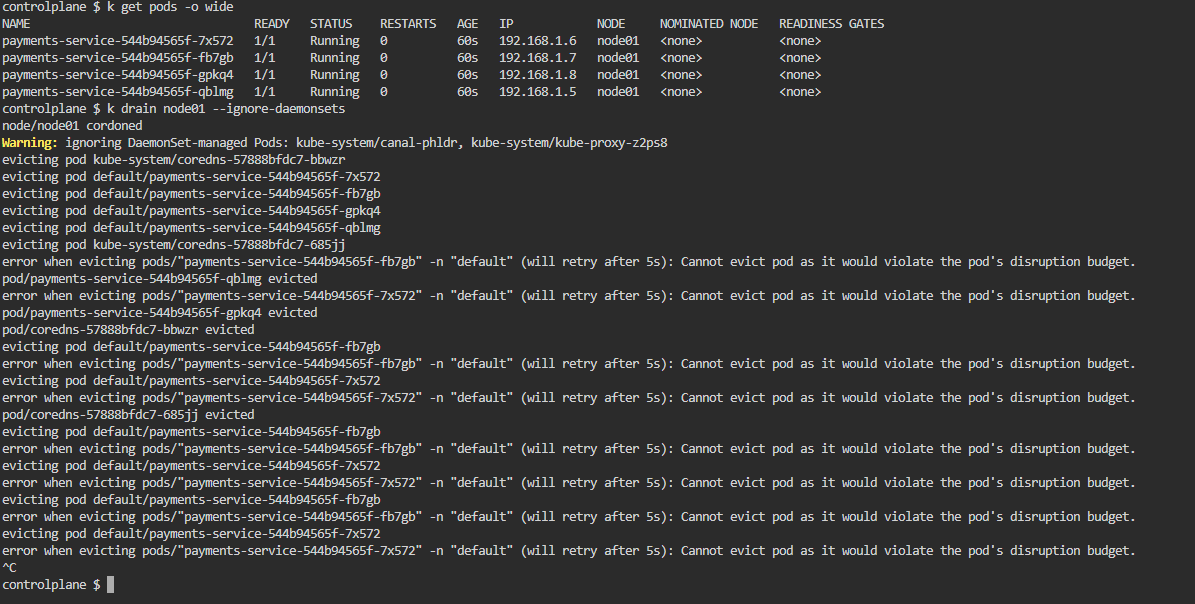 controlplane $ k get pods -o wide
NAME READY STATUS RESTARTS AGE IP NODE NOMINATED NODE READINESS GATES
payments-service-544b94565f-7x572 1/1 Running 0 60s 192.168.1.6 node01 <none> <none>
payments-service-544b94565f-fb7gb 1/1 Running 0 60s 192.168.1.7 node01 <none> <none>
payments-service-544b94565f-gpkq4 1/1 Running 0 60s 192.168.1.8 node01 <none> <none>
payments-service-544b94565f-qblmg 1/1 Running 0 60s 192.168.1.5 node01 <none> <none>
controlplane $ k drain node01 --ignore-daemonsets
node/node01 cordoned
Warning: ignoring DaemonSet-managed Pods: kube-system/canal-phldr, kube-system/kube-proxy-z2ps8
evicting pod kube-system/coredns-57888bfdc7-bbwzr
evicting pod default/payments-service-544b94565f-7x572
evicting pod default/payments-service-544b94565f-fb7gb
evicting pod default/payments-service-544b94565f-gpkq4
evicting pod default/payments-service-544b94565f-qblmg
evicting pod kube-system/coredns-57888bfdc7-685jj
error when evicting pods/"payments-service-544b94565f-fb7gb" -n "default" (will retry after 5s): Cannot evict pod as it would violate the pod's disruption budget.
pod/payments-service-544b94565f-qblmg evicted
error when evicting pods/"payments-service-544b94565f-7x572" -n "default" (will retry after 5s): Cannot evict pod as it would violate the pod's disruption budget.
pod/payments-service-544b94565f-gpkq4 evicted
pod/coredns-57888bfdc7-bbwzr evicted
evicting pod default/payments-service-544b94565f-fb7gb
error when evicting pods/"payments-service-544b94565f-fb7gb" -n "default" (will retry after 5s): Cannot evict pod as it would violate the pod's disruption budget.
evicting pod default/payments-service-544b94565f-7x572
error when evicting pods/"payments-service-544b94565f-7x572" -n "default" (will retry after 5s): Cannot evict pod as it would violate the pod's disruption budget.
pod/coredns-57888bfdc7-685jj evicted
evicting pod default/payments-service-544b94565f-fb7gb
error when evicting pods/"payments-service-544b94565f-fb7gb" -n "default" (will retry after 5s): Cannot evict pod as it would violate the pod's disruption budget.
evicting pod default/payments-service-544b94565f-7x572
error when evicting pods/"payments-service-544b94565f-7x572" -n "default" (will retry after 5s): Cannot evict pod as it would violate the pod's disruption budget.
evicting pod default/payments-service-544b94565f-fb7gb
error when evicting pods/"payments-service-544b94565f-fb7gb" -n "default" (will retry after 5s): Cannot evict pod as it would violate the pod's disruption budget.
evicting pod default/payments-service-544b94565f-7x572
error when evicting pods/"payments-service-544b94565f-7x572" -n "default" (will retry after 5s): Cannot evict pod as it would violate the pod's disruption budget.
^C
controlplane $